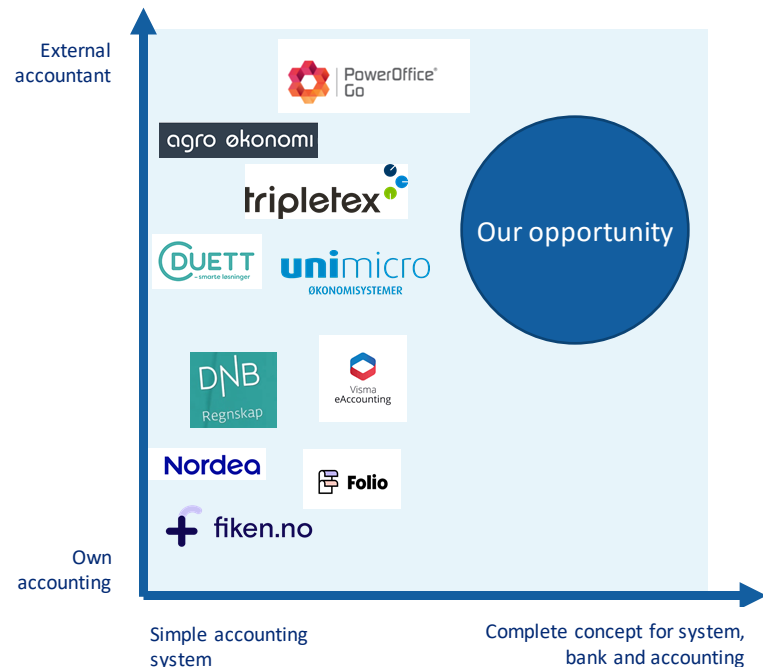 External
accountant
PowerOffice®
Go
agro økonomi
tripletex
Our opportunity
DUETT
- smarte løsninger
unimicro
ØKONOMISYSTEMER
DNB
Regnskap
Visma
eAccounting
Nordea
Folio
fiken.no
Own
accounting
Simple accounting
system
Complete concept for system,
bank and accounting